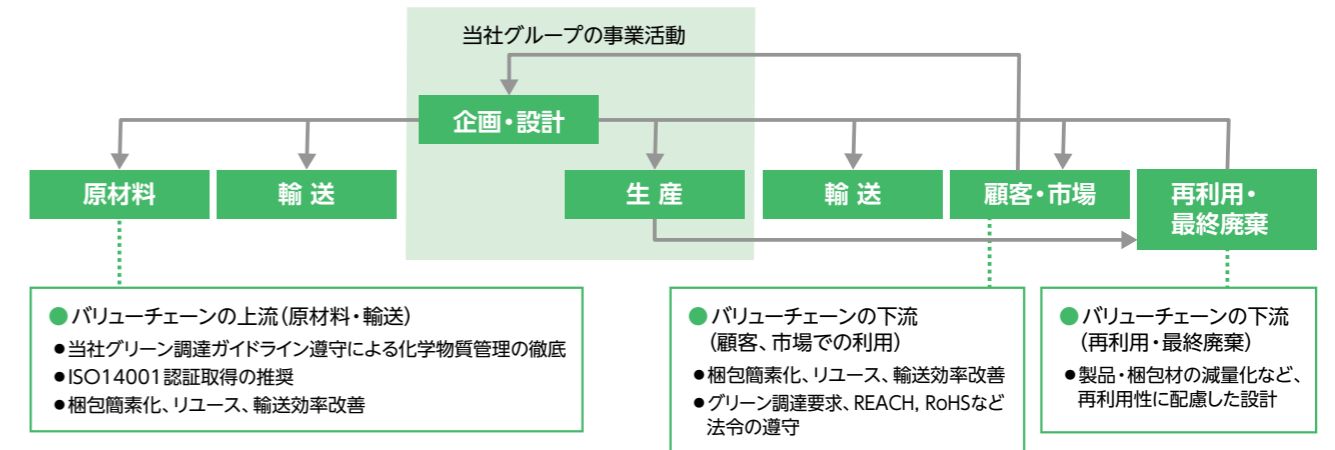 当社グループの事業活動
企画・設計
原材料
輸 送
生 産
輸 送
顧客・市場
再利用・
最終廃棄
●バリューチェーンの上流(原材料・輸送)
●当社グリーン調達ガイドライン遵守による化学物質管理の徹底
●ISO14001認証取得の推奨
●梱包簡素化、リユース、輸送効率改善
●バリューチェーンの下流
(顧客、市場での利用)
●梱包簡素化、リユース、輸送効率改善
●グリーン調達要求、REACH, RoHSなど
法令の遵守
●バリューチェーンの下流
(再利用・最終廃棄)
●製品・梱包材の減量化など、
再利用性に配慮した設計